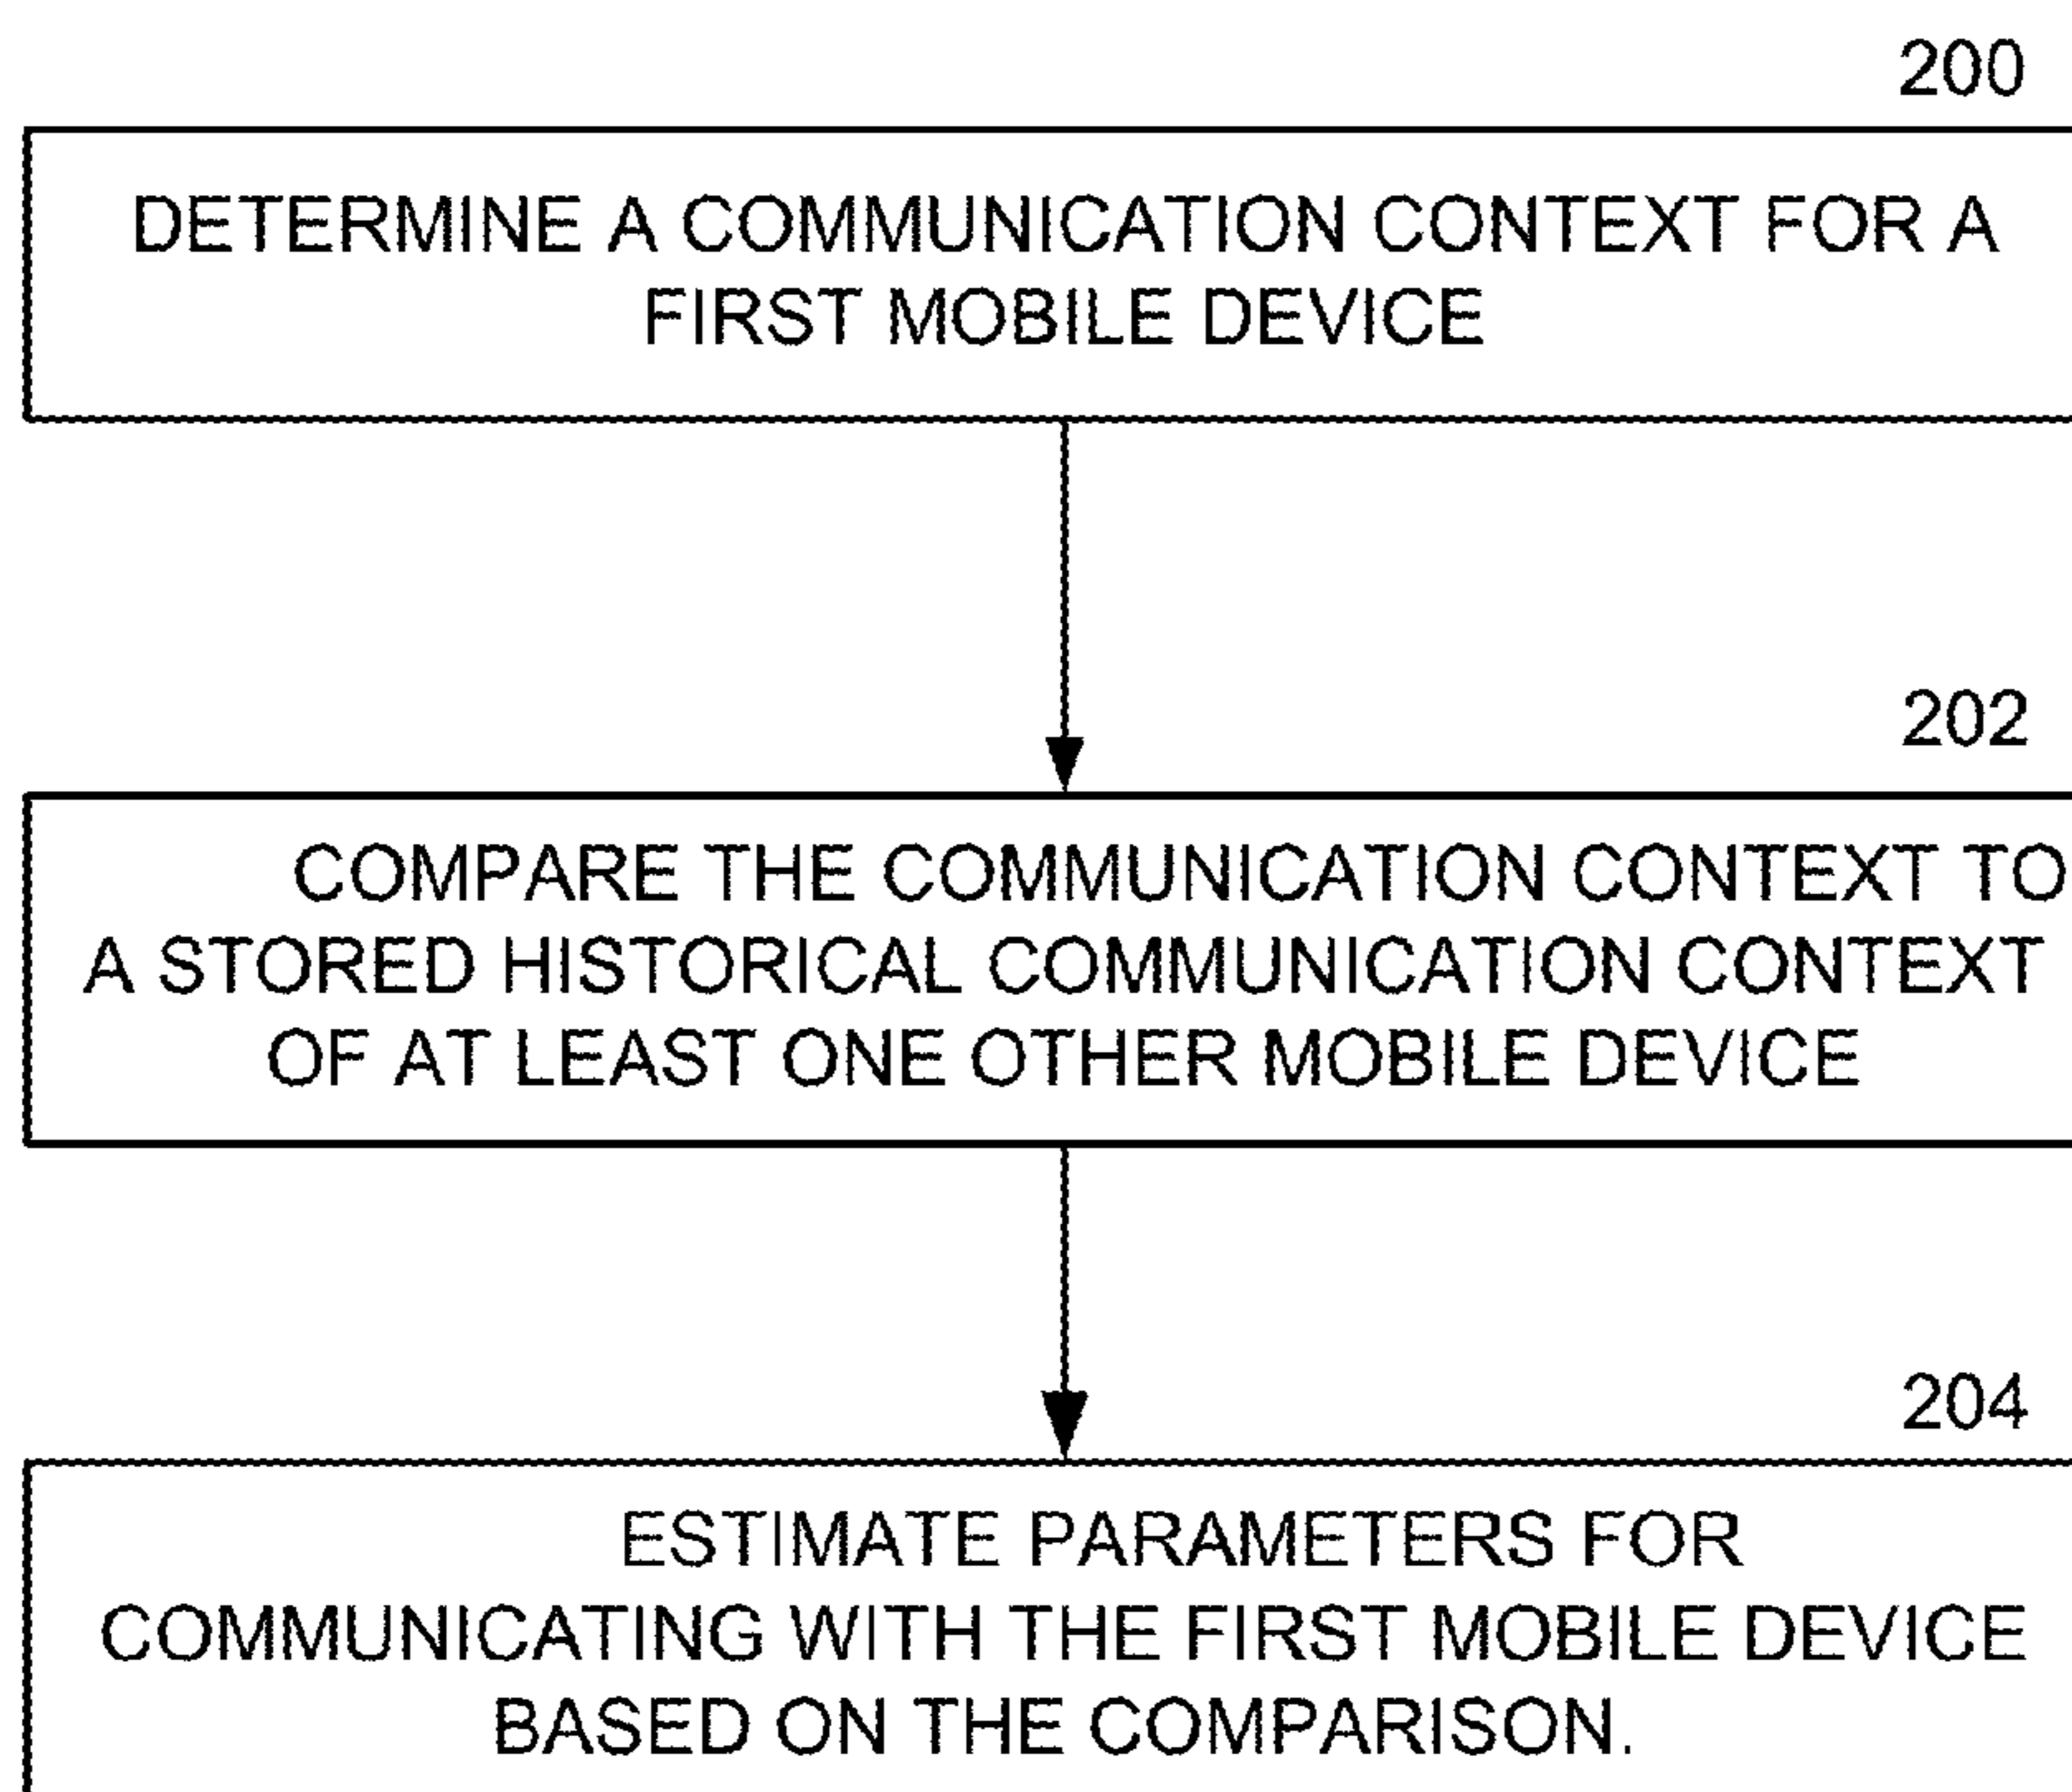 200
DETERMINE A COMMUNICATION CONTEXT FOR A
FIRST MOBILE DEVICE
202
COMPARE THE COMMUNICATION CONTEXT TO
A STORED HISTORICAL COMMUNICATION CONTEXT
OF AT LEAST ONE OTHER MOBILE DEVICE
204
ESTIMATE PARAMETERS FOR
COMMUNICATING WITH THE FIRST MOBILE DEVICE
BASED ON THE COMPARISON.